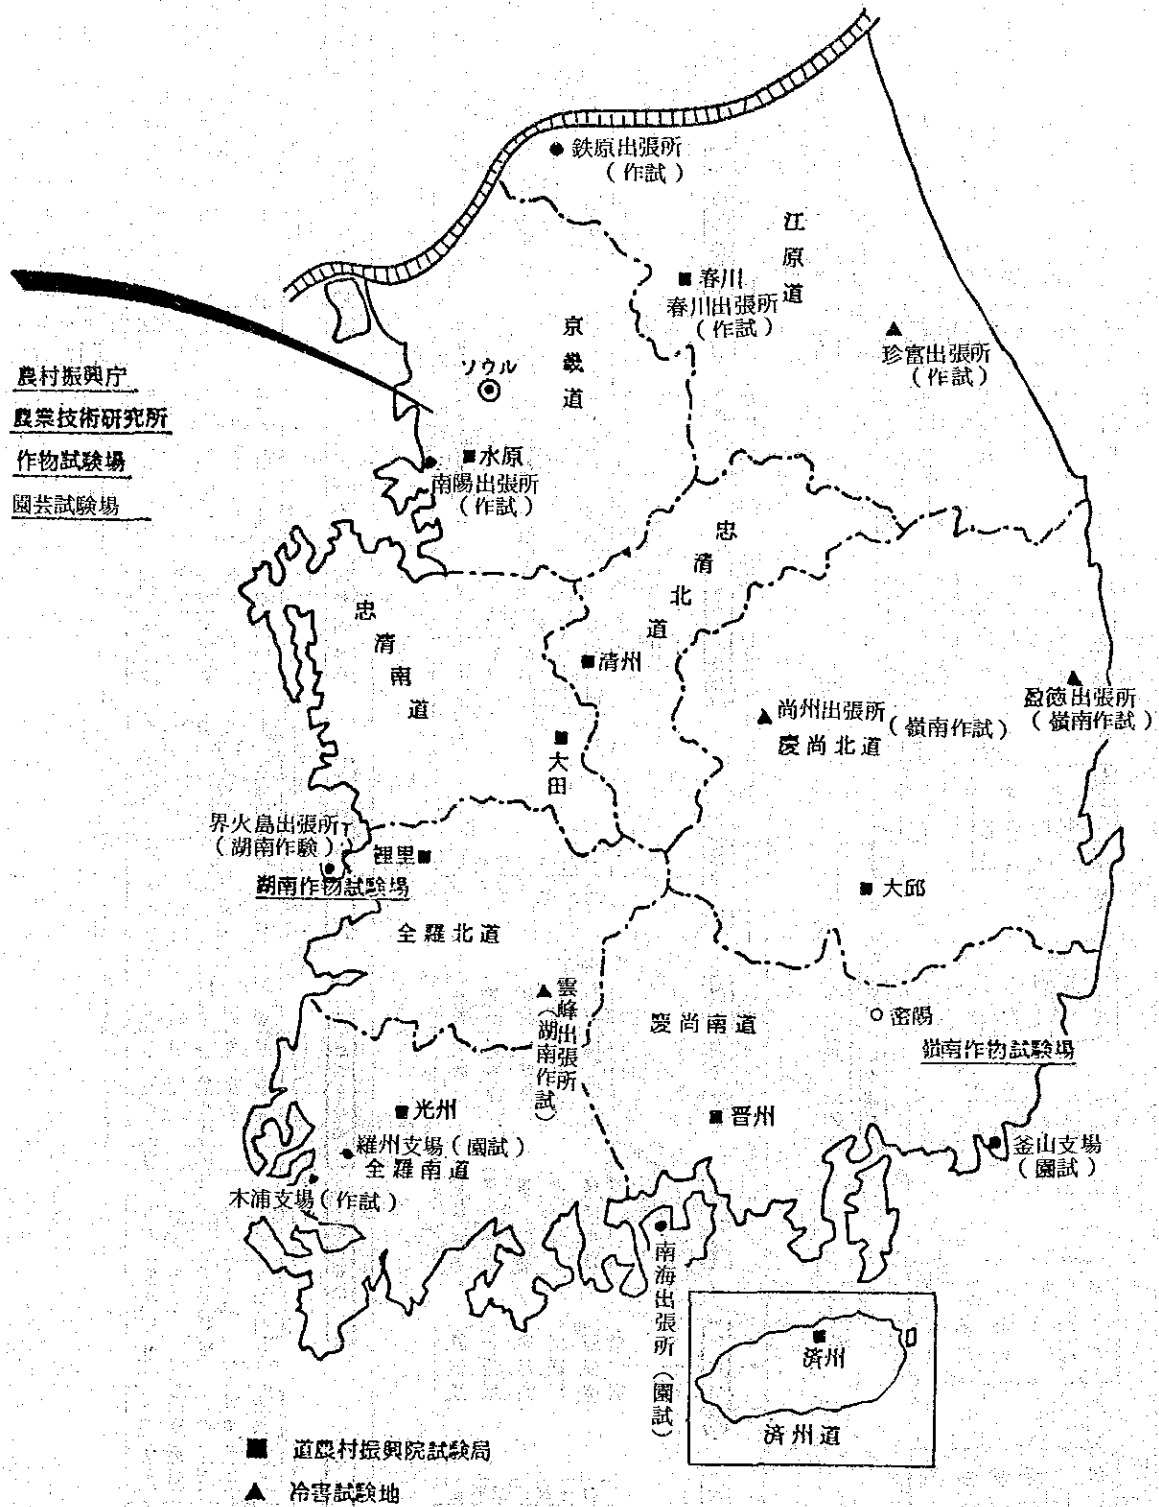 鉄原出張所
(作試)
江原道
春川
春川出張所
(作試)
京畿道
珍富出張所
(作試)
ソウル
農村振興庁
農業技術研究所
作物試験場
園芸試験場
水原
南陽出張所
(作試)
忠清北道
忠清南道
清州
盈徳出張所
(嶺南作試)
尚州出張所(嶺南作試)
慶尚北道
大田
界火島出張所
(湖南作験)
裡里
湖南作物試験場
大邱
全羅北道
雲峰出張所
(湖南作試)
慶尚南道
密陽
嶺南作物試験場
光州
晋州
羅州支場(園試)
全羅南道
釜山支場
(園試)
木浦支場(作試)
南海出張所(園試)
済州
済州道
道農村振興院試験局
冷害試験地